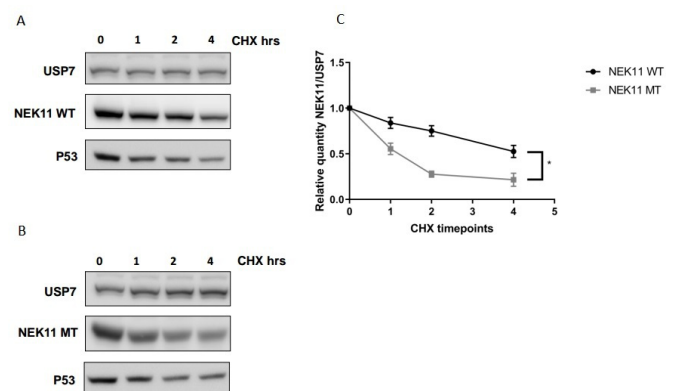 A
0 1 2 4 CHX hrs
USP7
NEK11 WT
P53
B
0 1 2 4 CHX hrs
USP7
NEK11 MT
P53
C
Relative quantity NEK11/USP7
1.5
1.0
0.5
0.0
0 1 2 3 4 5
CHX timepoints
*
NEK11 WT
NEK11 MT